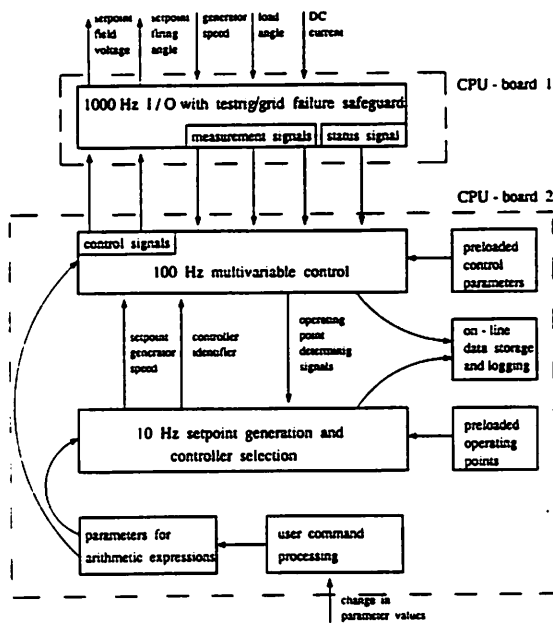 setpoint
field
voltage
setpoint
firing
angle
generator
speed
load
angle
DC
current
CPU - board 1
1000 Hz I/O with testrig/grid failure safeguard
measurement signals
status signal
CPU - board 2
control signals
100 Hz multivariable control
preloaded
control
parameters
setpoint
generator
speed
controller
identifier
operating
point
determinig
signals
on - line
data storage
and logging
10 Hz setpoint generation and
controller selection
preloaded
operating
points
parameters for
arithmetic expressions
user command
processing
change in
parameter values